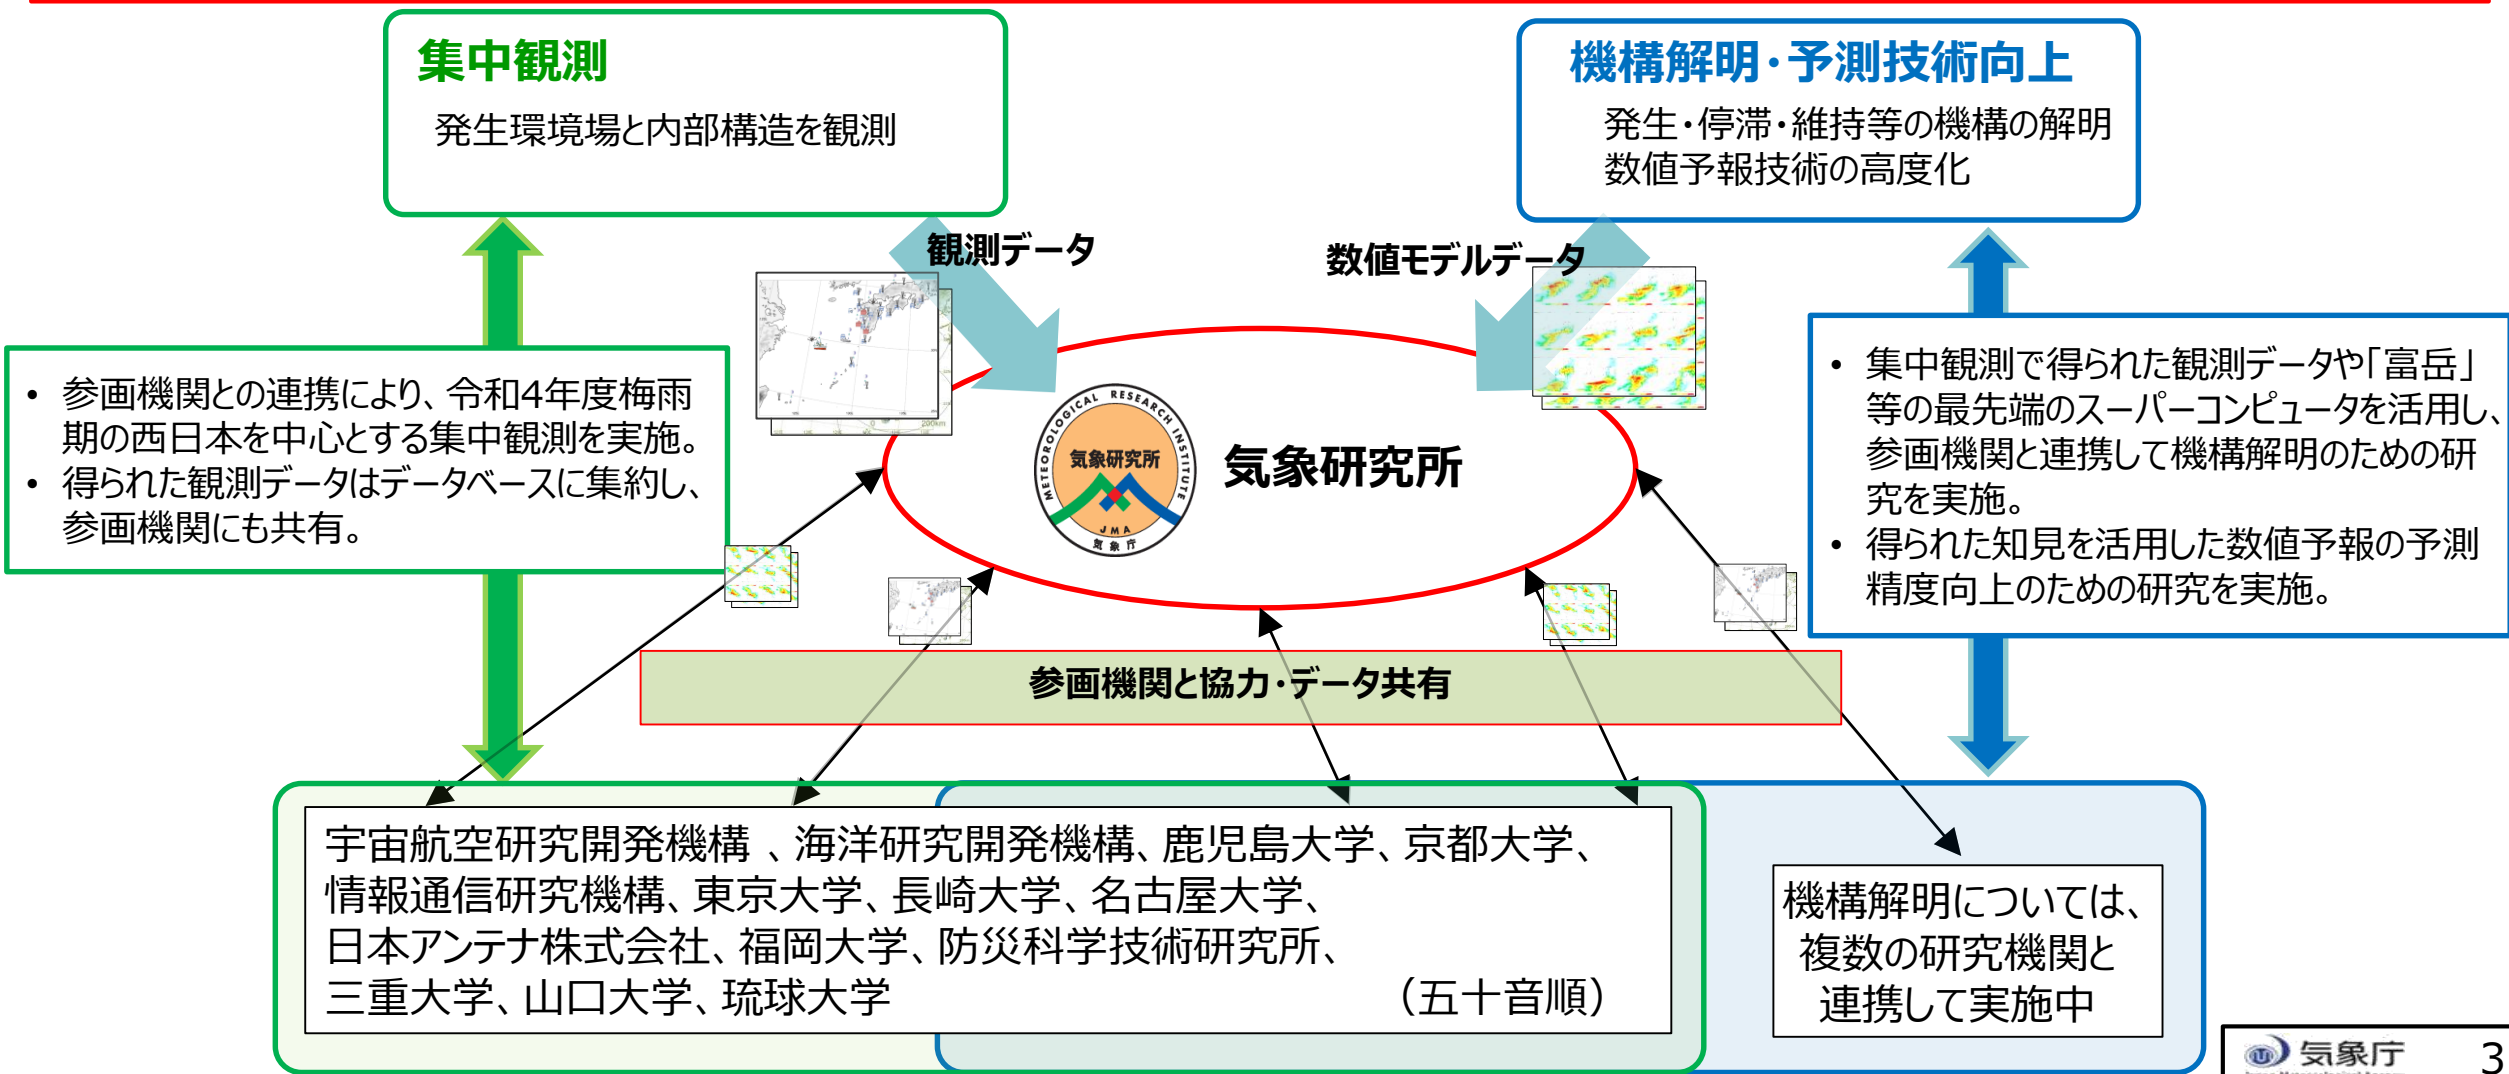 集中観測
発生環境場と内部構造を観測
機構解明・予測技術向上
発生・停滞・維持等の機構の解明
数値予報技術の高度化
観測データ
数値モデルデータ
• 参画機関との連携により、令和4年度梅雨
期の西日本を中心とする集中観測を実施。
• 得られた観測データはデータベースに集約し、
参画機関にも共有。
200km
METEOROLOGICAL RESEARCH INSTITUTE
気象研究所
JMA
気象庁
気象研究所
• 集中観測で得られた観測データや「富岳」
等の最先端のスーパーコンピュータを活用し、
参画機関と連携して機構解明のための研
究を実施。
• 得られた知見を活用した数値予報の予測
精度向上のための研究を実施。
参画機関と協力・データ共有
宇宙航空研究開発機構 、海洋研究開発機構、鹿児島大学、京都大学、
情報通信研究機構、東京大学、長崎大学、名古屋大学、
日本アンテナ株式会社、福岡大学、防災科学技術研究所、
三重大学、山口大学、琉球大学 （五十音順）
機構解明については、
複数の研究機関と
連携して実施中
気象庁 3